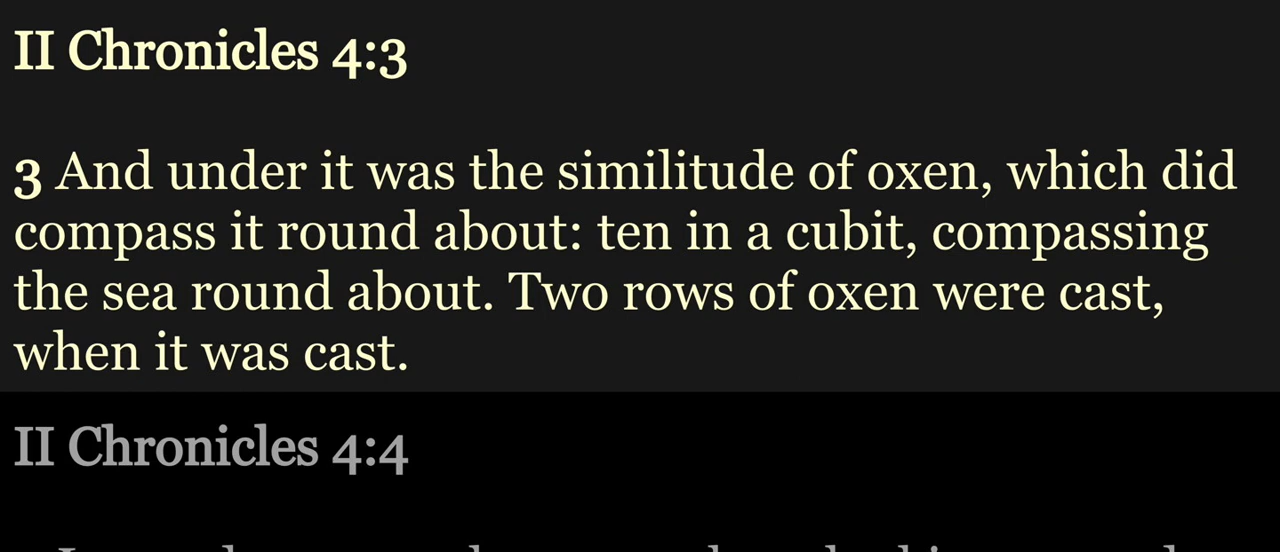 II Chronicles 4:3
3 And under it was the similitude of oxen, which did
compass it round about: ten in a cubit, compassing
the sea round about. Two rows of oxen were cast,
when it was cast.
II Chronicles 4:4